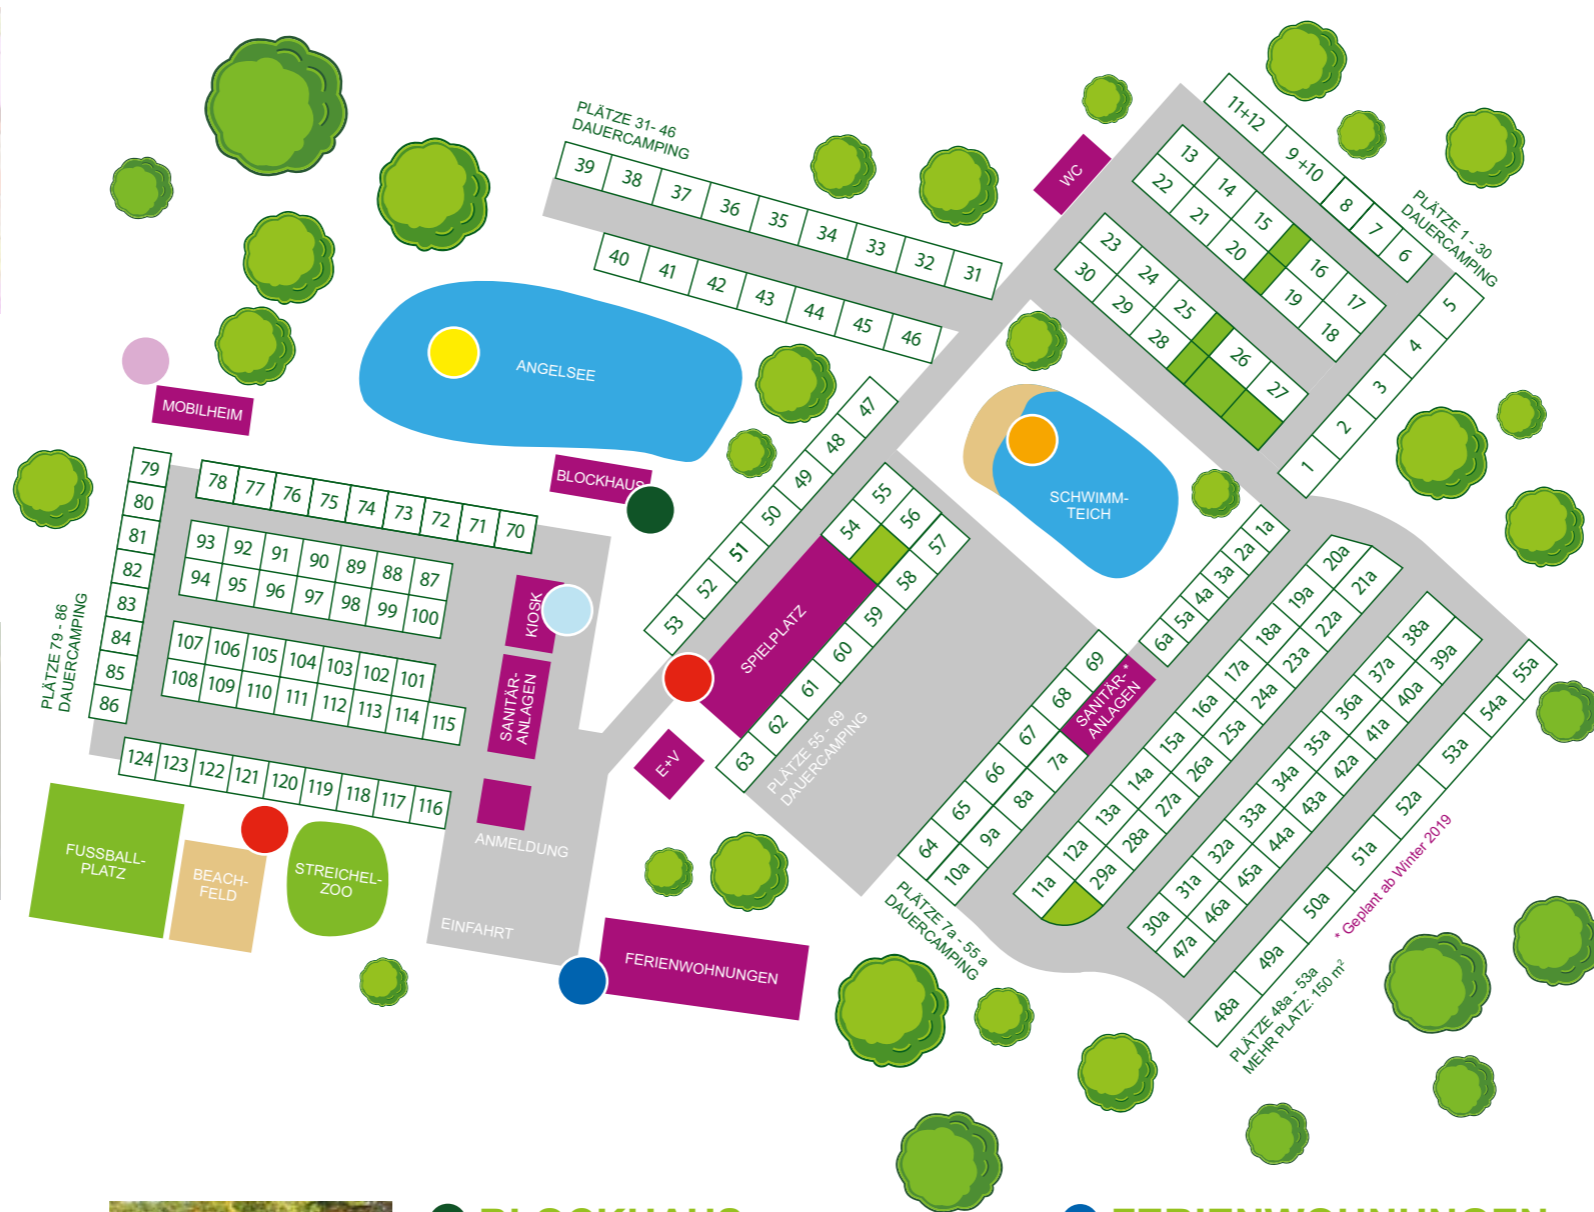 PLÄTZE 31- 46
DAUERCAMPING
39 38 37 36 35 34 33 32 31
40 41 42 43 44 45 46
WC
11+12 9 +10 8 7 6
PLÄTZE 1 - 30
DAUERCAMPING
13 14 15 16 17
22 21 20 19 18
23 24 25 26 27
30 29 28
5 4 3 2 1
ANGELSEE
MOBILHEIM
BLOCKHAUS
SCHWIMM-
TEICH
47 48 49 50 51 52 53
54 55 56 57 58 59 60 61 62 63
SPIELPLATZ
E+V
PLÄTZE 55 - 69
DAUERCAMPING
79 80 81 82 83 84 85 86
PLÄTZE 79 - 86
DAUERCAMPING
78 77 76 75 74 73 72 71 70
93 92 91 90 89 88 87
94 95 96 97 98 99 100
107 106 105 104 103 102 101
108 109 110 111 112 113 114 115
124 123 122 121 120 119 118 117 116
KIOSK
SANITÄR-
ANLAGEN
ANMELDUNG
EINFAHRT
FUSSBALL-
PLATZ
BEACH-
FELD
STREICHEL-
ZOO
FERIENWOHNUNGEN
1a 2a 3a 4a 5a 6a
SANITÄR- *
ANLAGEN
69 68 67 66 65 64
7a 8a 9a 10a
PLÄTZE 7a - 55 a
DAUERCAMPING
20a 19a 18a 17a 16a 15a 14a 13a 12a 11a
21a 22a 23a 24a 25a 26a 27a 28a 29a
38a 37a 36a 35a 34a 33a 32a 31a 30a
39a 40a 41a 42a 43a 44a 45a 46a 47a
55a 54a 53a 52a 51a 50a 49a 48a
* Geplant ab Winter 2019
PLÄTZE 48a - 53a
MEHR PLATZ: 150 m²
BLOCKHAUS
FERIENWOHNUNGEN